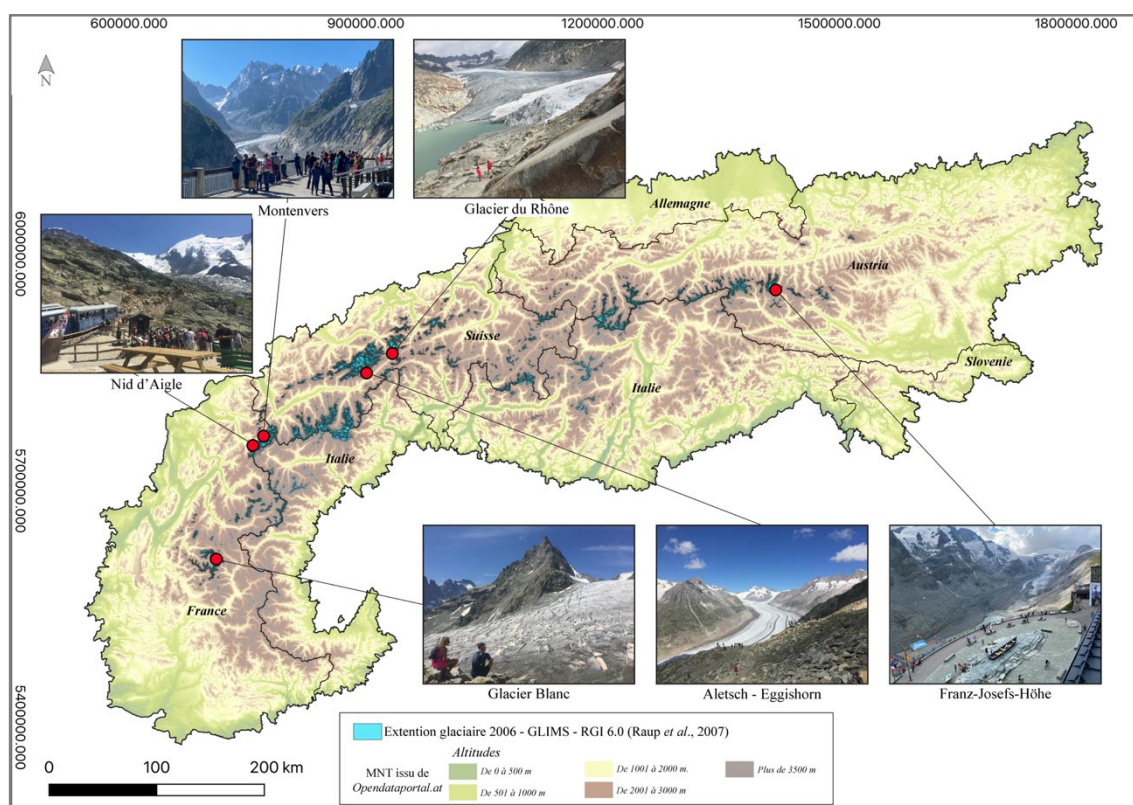 600000.000
900000.000
1200000.000
1500000.000
1800000.000
N
Montenvers
Glacier du Rhône
Allemagne
6000000.000
Austria
Suisse
Nid d'Aigle
Slovenie
Italie
Italie
5700000.000
France
Glacier Blanc
Aletsch - Eggishorn
Franz-Josefs-Höhe
5400000.000
Extention glaciaire 2006 - GLIMS - RGI 6.0 (Raup et al., 2007)
Altitudes
MNT issu de
Opendataportal.at
De 0 à 500 m
De 501 à 1000 m
De 1001 à 2000 m.
De 2001 à 3000 m
Plus de 3500 m
0
100
200 km